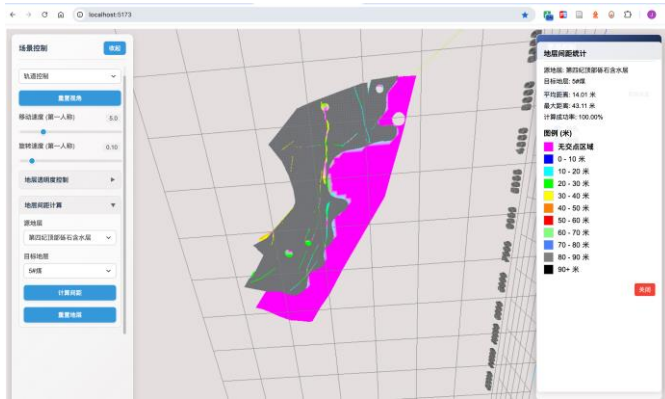 localhost:5173
场景控制
收起
轨道控制
重置视角
移动速度 (第一人称)
5.0
旋转速度 (第一人称)
0.10
地层透明度控制
地层间距计算
源地层
第四纪顶部砾石含水层
目标地层
5#煤
计算间距
重置地层
地层间距统计
源地层: 第四纪顶部砾石含水层
目标地层: 5#煤
平均距离: 14.01 米
最大距离: 43.11 米
计算成功率: 100.00%
图例 (米)
无交点区域
0 - 10 米
10 - 20 米
20 - 30 米
30 - 40 米
40 - 50 米
50 - 60 米
60 - 70 米
70 - 80 米
80 - 90 米
90+ 米
关闭